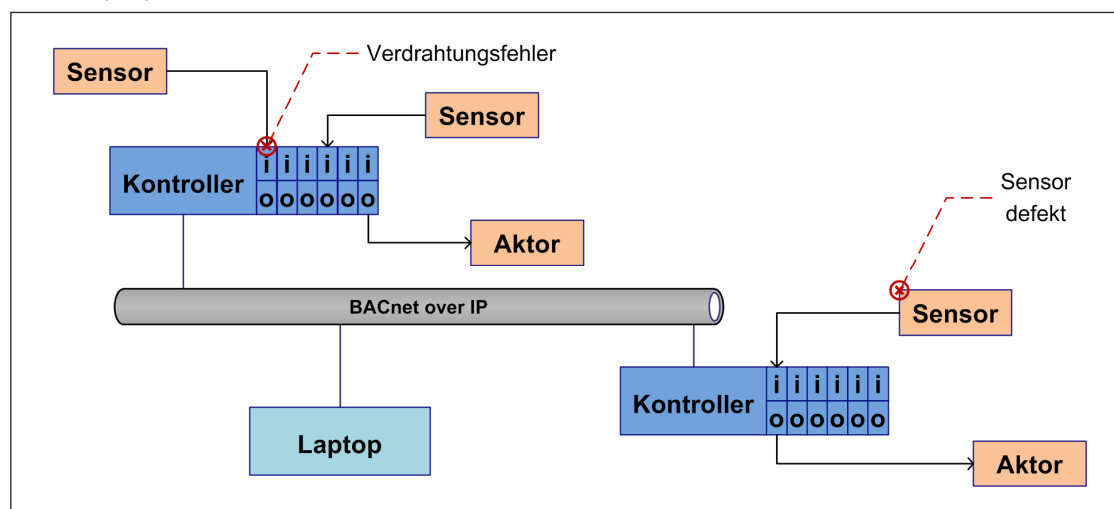 Verdrahtungsfehler
Sensor
Sensor
i i i i i i
Kontroller
o o o o o o
Sensor
defekt
Aktor
BACnet over IP
Sensor
i i i i i i
Kontroller
o o o o o o
Laptop
Aktor